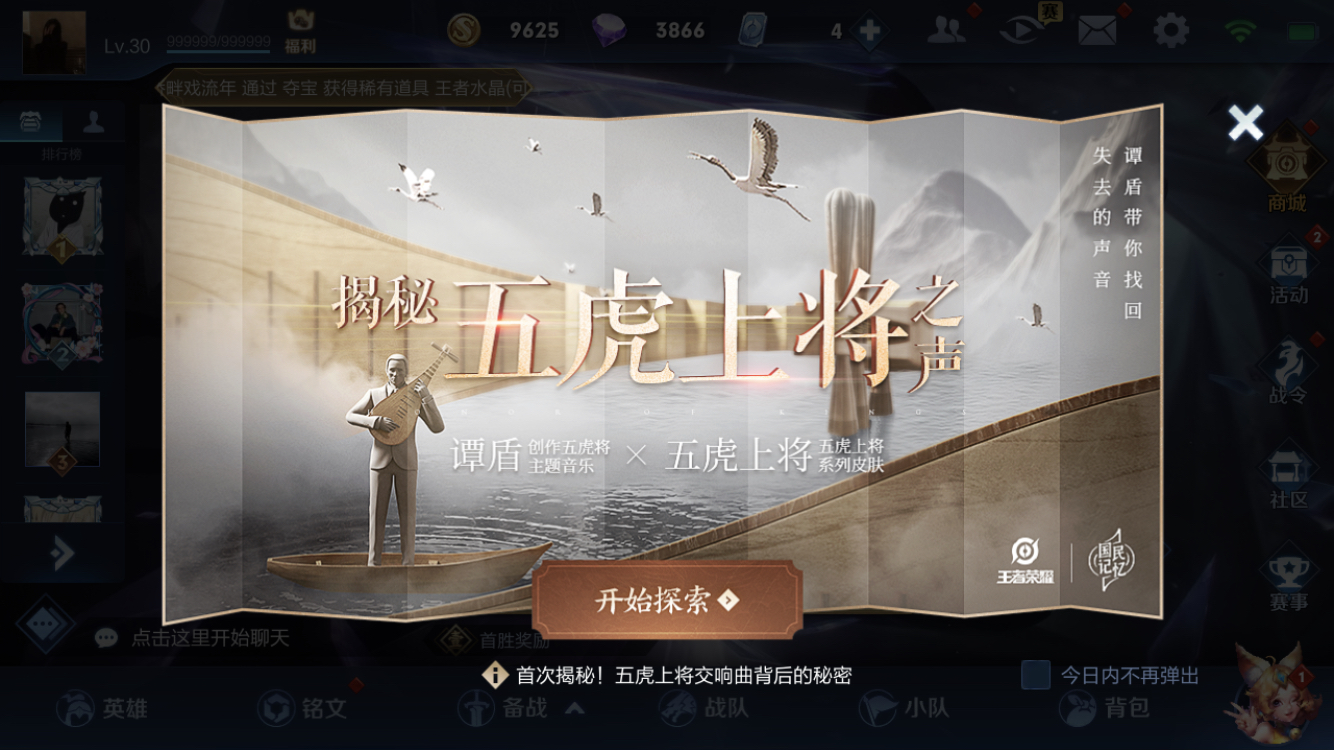 Lv.30
999999/999999
福利
9625
3866
4
赛
畔戏流年 通过 夺宝 获得稀有道具 王者水晶(可
排行榜
1
2
3
谭盾带你找回
失去的声音
揭秘 五虎上将之声
谭盾 创作五虎将主题音乐 × 五虎上将 五虎上将系列皮肤
王者荣耀
国民记忆
开始探索
商城
2
活动
战令
社区
赛事
点击这里开始聊天
首胜奖励
首次揭秘！五虎上将交响曲背后的秘密
今日内不再弹出
英雄
铭文
备战
战队
小队
背包
1